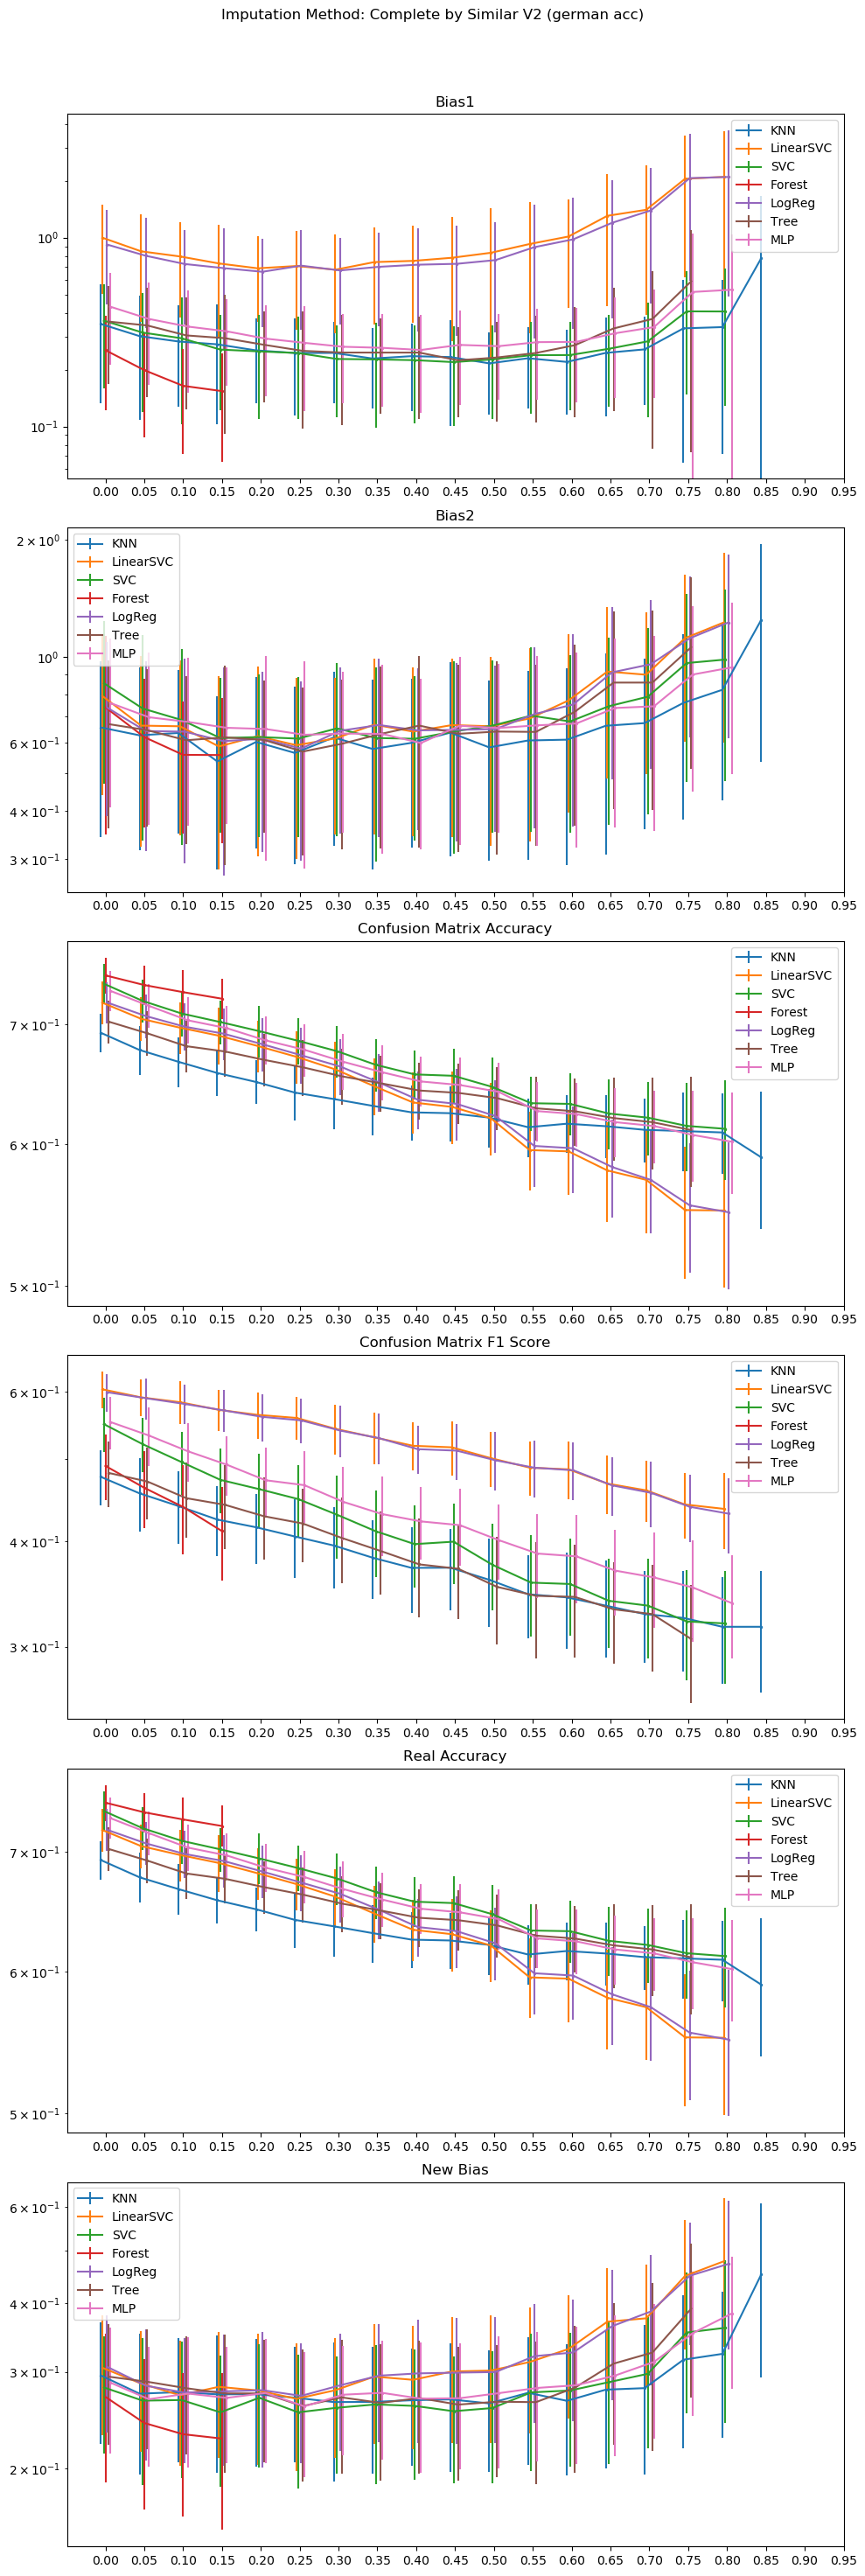 Imputation Method: Complete by Similar V2 (german acc)
Bias1
10⁰
10⁻¹
KNN
LinearSVC
SVC
Forest
LogReg
Tree
MLP
0.00 0.05 0.10 0.15 0.20 0.25 0.30 0.35 0.40 0.45 0.50 0.55 0.60 0.65 0.70 0.75 0.80 0.85 0.90 0.95
Bias2
2 × 10⁰
10⁰
6 × 10⁻¹
4 × 10⁻¹
3 × 10⁻¹
KNN
LinearSVC
SVC
Forest
LogReg
Tree
MLP
0.00 0.05 0.10 0.15 0.20 0.25 0.30 0.35 0.40 0.45 0.50 0.55 0.60 0.65 0.70 0.75 0.80 0.85 0.90 0.95
Confusion Matrix Accuracy
7 × 10⁻¹
6 × 10⁻¹
5 × 10⁻¹
KNN
LinearSVC
SVC
Forest
LogReg
Tree
MLP
0.00 0.05 0.10 0.15 0.20 0.25 0.30 0.35 0.40 0.45 0.50 0.55 0.60 0.65 0.70 0.75 0.80 0.85 0.90 0.95
Confusion Matrix F1 Score
6 × 10⁻¹
4 × 10⁻¹
3 × 10⁻¹
KNN
LinearSVC
SVC
Forest
LogReg
Tree
MLP
0.00 0.05 0.10 0.15 0.20 0.25 0.30 0.35 0.40 0.45 0.50 0.55 0.60 0.65 0.70 0.75 0.80 0.85 0.90 0.95
Real Accuracy
7 × 10⁻¹
6 × 10⁻¹
5 × 10⁻¹
KNN
LinearSVC
SVC
Forest
LogReg
Tree
MLP
0.00 0.05 0.10 0.15 0.20 0.25 0.30 0.35 0.40 0.45 0.50 0.55 0.60 0.65 0.70 0.75 0.80 0.85 0.90 0.95
New Bias
6 × 10⁻¹
4 × 10⁻¹
3 × 10⁻¹
2 × 10⁻¹
KNN
LinearSVC
SVC
Forest
LogReg
Tree
MLP
0.00 0.05 0.10 0.15 0.20 0.25 0.30 0.35 0.40 0.45 0.50 0.55 0.60 0.65 0.70 0.75 0.80 0.85 0.90 0.95